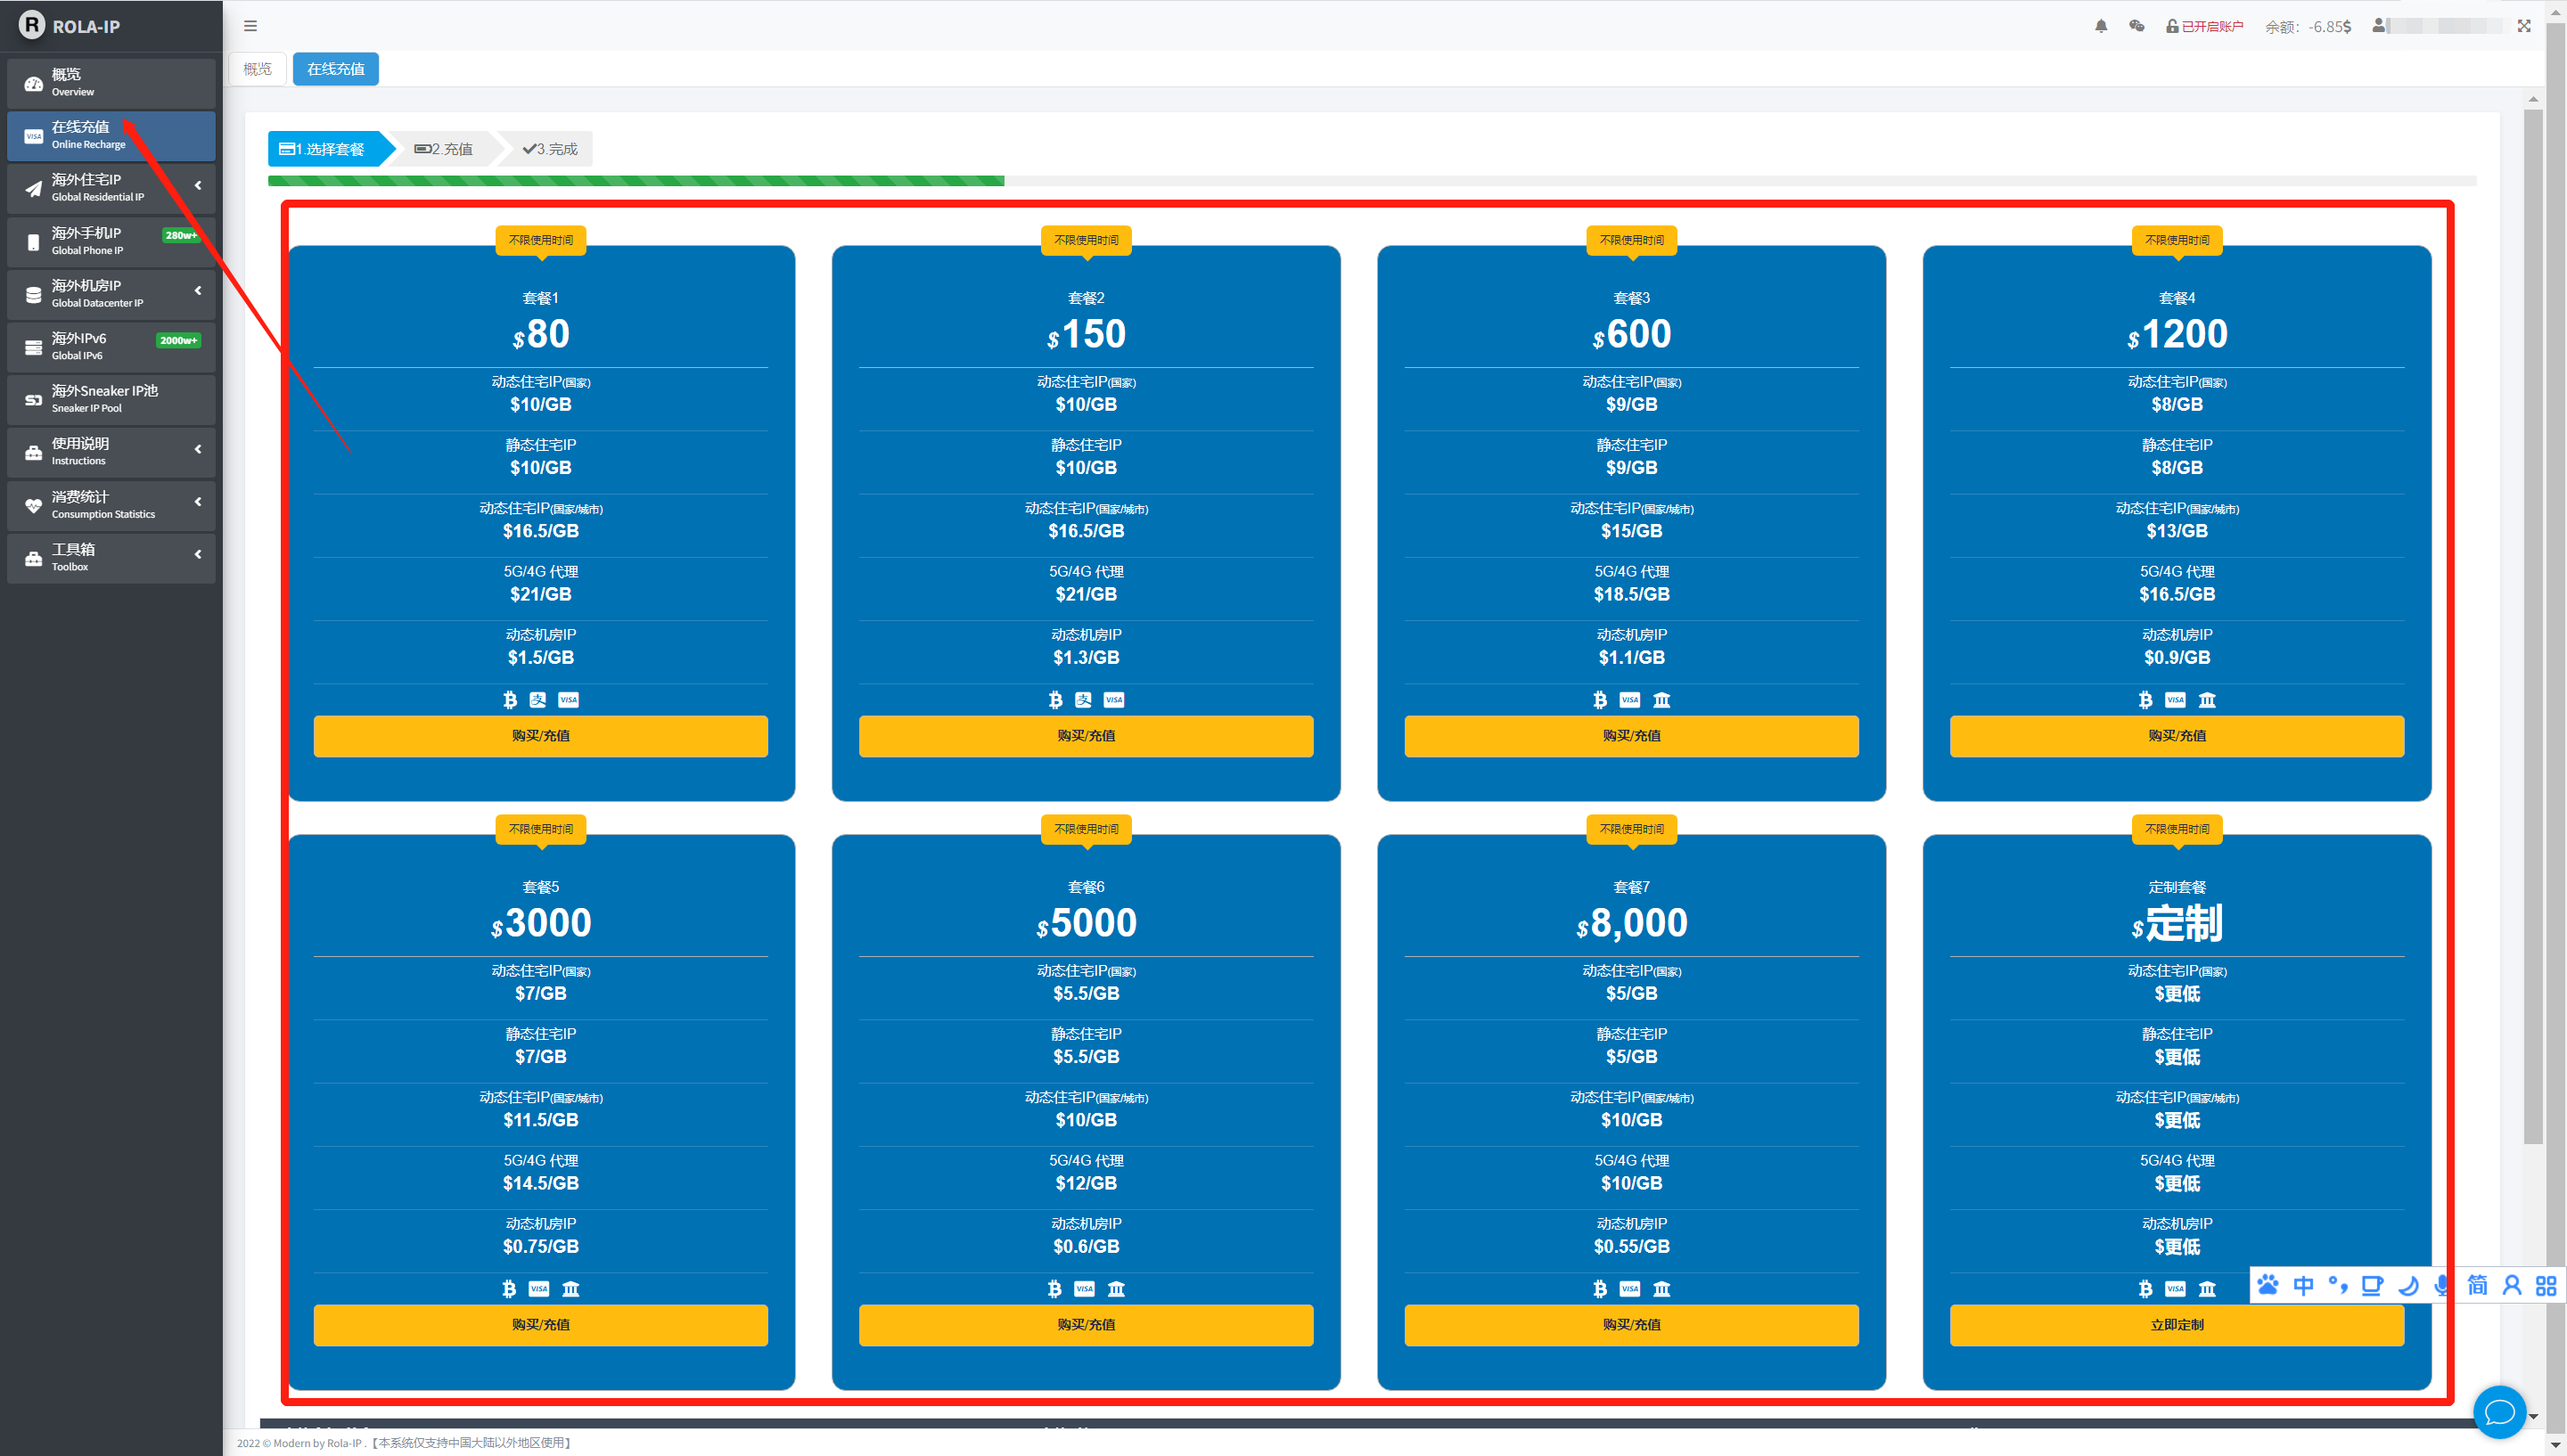 ROLA-IP
已开启账户
余额：-6.85$
概览
Overview
在线充值
Online Recharge
海外住宅IP
Global Residential IP
海外手机IP
280w+
Global Phone IP
海外机房IP
Global Datacenter IP
海外IPv6
2000w+
Global IPv6
海外Sneaker IP池
Sneaker IP Pool
使用说明
Instructions
消费统计
Consumption Statistics
工具箱
Toolbox
概览
在线充值
1.选择套餐
2.充值
3.完成
不限使用时间
套餐1
$80
动态住宅IP(国家)
$10/GB
静态住宅IP
$10/GB
动态住宅IP(国家/城市)
$16.5/GB
5G/4G 代理
$21/GB
动态机房IP
$1.5/GB
支 VISA
购买/充值
不限使用时间
套餐2
$150
动态住宅IP(国家)
$10/GB
静态住宅IP
$10/GB
动态住宅IP(国家/城市)
$16.5/GB
5G/4G 代理
$21/GB
动态机房IP
$1.3/GB
支 VISA
购买/充值
不限使用时间
套餐3
$600
动态住宅IP(国家)
$9/GB
静态住宅IP
$9/GB
动态住宅IP(国家/城市)
$15/GB
5G/4G 代理
$18.5/GB
动态机房IP
$1.1/GB
VISA
购买/充值
不限使用时间
套餐4
$1200
动态住宅IP(国家)
$8/GB
静态住宅IP
$8/GB
动态住宅IP(国家/城市)
$13/GB
5G/4G 代理
$16.5/GB
动态机房IP
$0.9/GB
VISA
购买/充值
不限使用时间
套餐5
$3000
动态住宅IP(国家)
$7/GB
静态住宅IP
$7/GB
动态住宅IP(国家/城市)
$11.5/GB
5G/4G 代理
$14.5/GB
动态机房IP
$0.75/GB
VISA
购买/充值
不限使用时间
套餐6
$5000
动态住宅IP(国家)
$5.5/GB
静态住宅IP
$5.5/GB
动态住宅IP(国家/城市)
$10/GB
5G/4G 代理
$12/GB
动态机房IP
$0.6/GB
VISA
购买/充值
不限使用时间
套餐7
$8,000
动态住宅IP(国家)
$5/GB
静态住宅IP
$5/GB
动态住宅IP(国家/城市)
$10/GB
5G/4G 代理
$10/GB
动态机房IP
$0.55/GB
VISA
购买/充值
不限使用时间
定制套餐
$定制
动态住宅IP(国家)
$更低
静态住宅IP
$更低
动态住宅IP(国家/城市)
$更低
5G/4G 代理
$更低
动态机房IP
$更低
VISA
立即定制
中 简
2022 © Modern by Rola-IP .【本系统仅支持中国大陆以外地区使用】